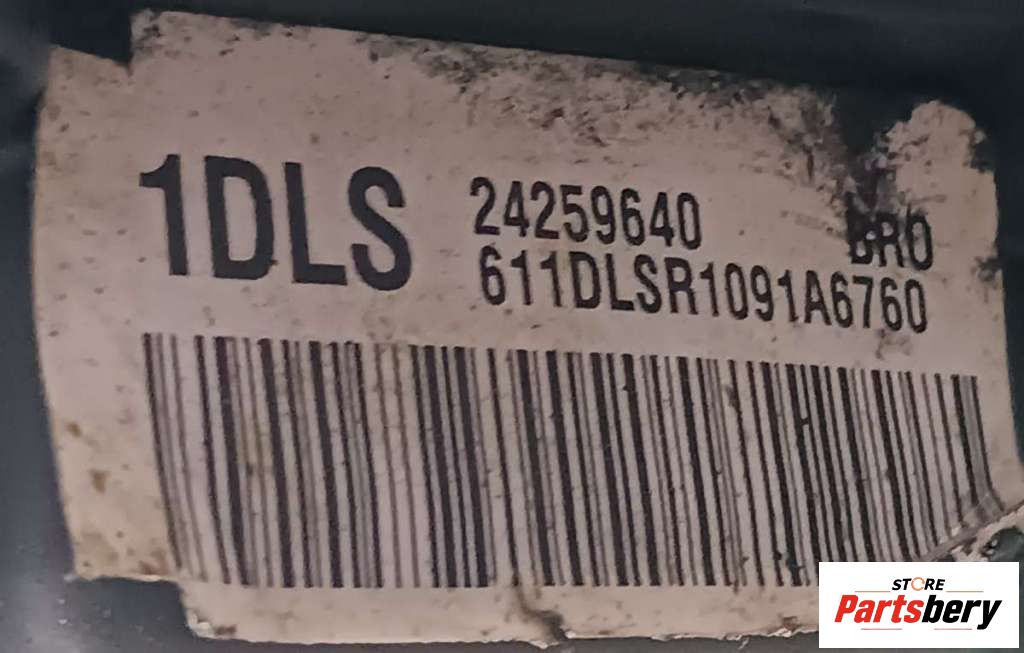 1DLS
24259640 BRO
611DLSR1091A6760
STORE
Partsbery